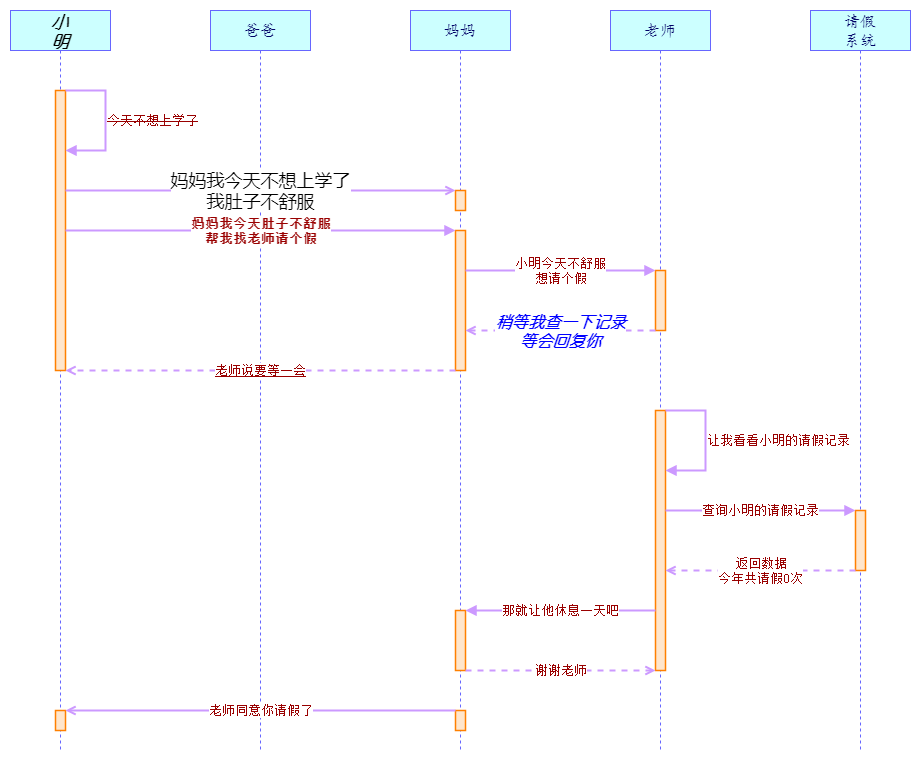 小
明
爸爸
妈妈
老师
请假
系统
今天不想上学了
妈妈我今天不想上学了
我肚子不舒服
妈妈我今天肚子不舒服
帮我找老师请个假
小明今天不舒服
想请个假
稍等我查一下记录
等会回复你
老师说要等一会
让我看看小明的请假记录
查询小明的请假记录
返回数据
今年共请假0次
那就让他休息一天吧
谢谢老师
老师同意你请假了